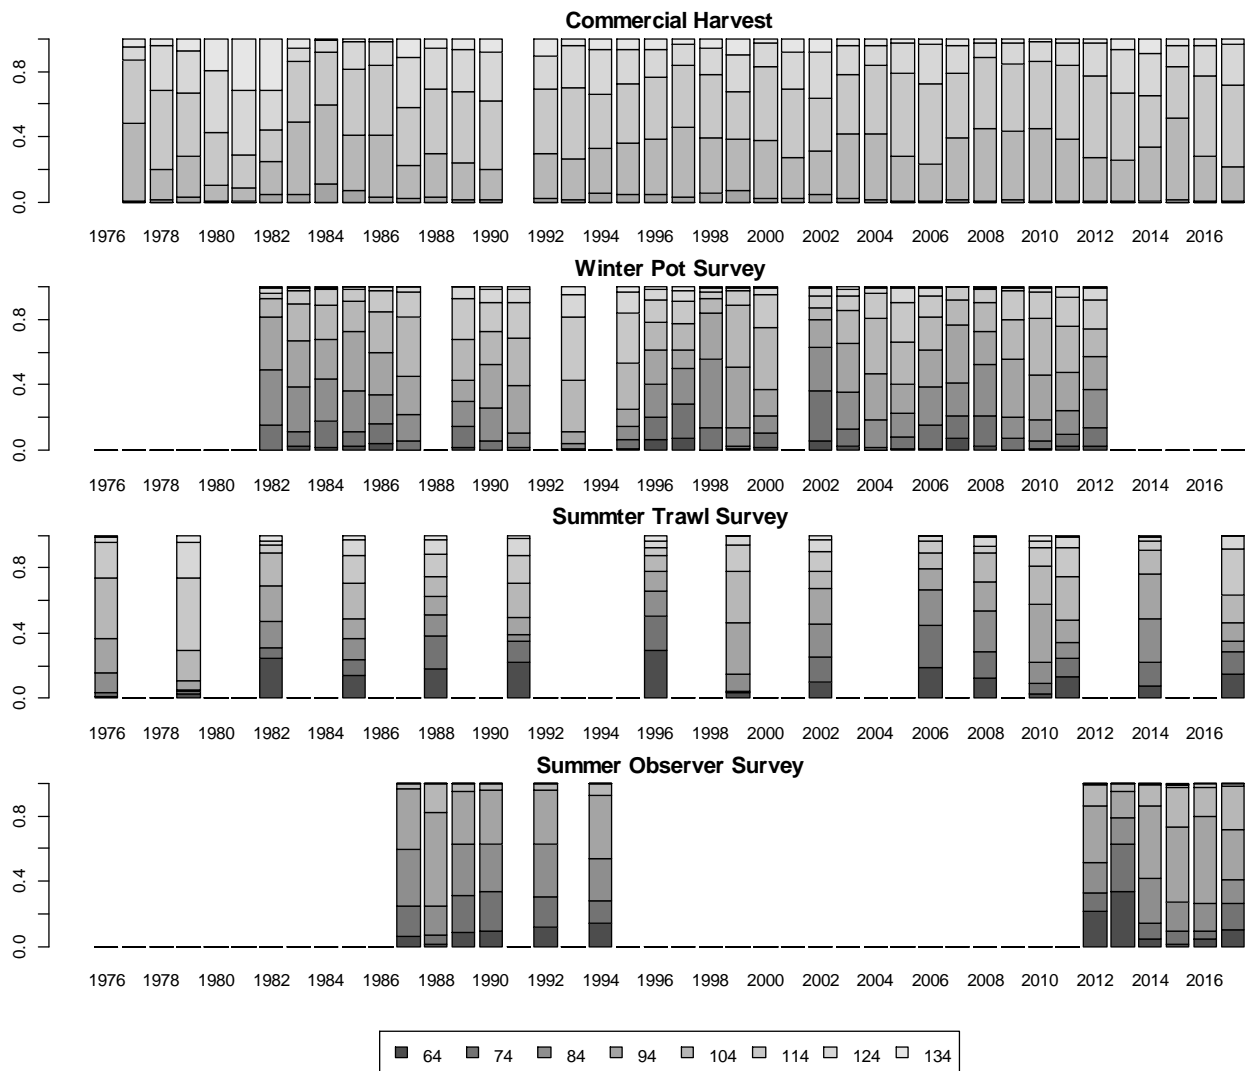 Commercial Harvest
0.8
0.4
0.0
1976 1978 1980 1982 1984 1986 1988 1990 1992 1994 1996 1998 2000 2002 2004 2006 2008 2010 2012 2014 2016
Winter Pot Survey
0.8
0.4
0.0
1976 1978 1980 1982 1984 1986 1988 1990 1992 1994 1996 1998 2000 2002 2004 2006 2008 2010 2012 2014 2016
Summter Trawl Survey
0.8
0.4
0.0
1976 1978 1980 1982 1984 1986 1988 1990 1992 1994 1996 1998 2000 2002 2004 2006 2008 2010 2012 2014 2016
Summer Observer Survey
0.8
0.4
0.0
1976 1978 1980 1982 1984 1986 1988 1990 1992 1994 1996 1998 2000 2002 2004 2006 2008 2010 2012 2014 2016
64 74 84 94 104 114 124 134